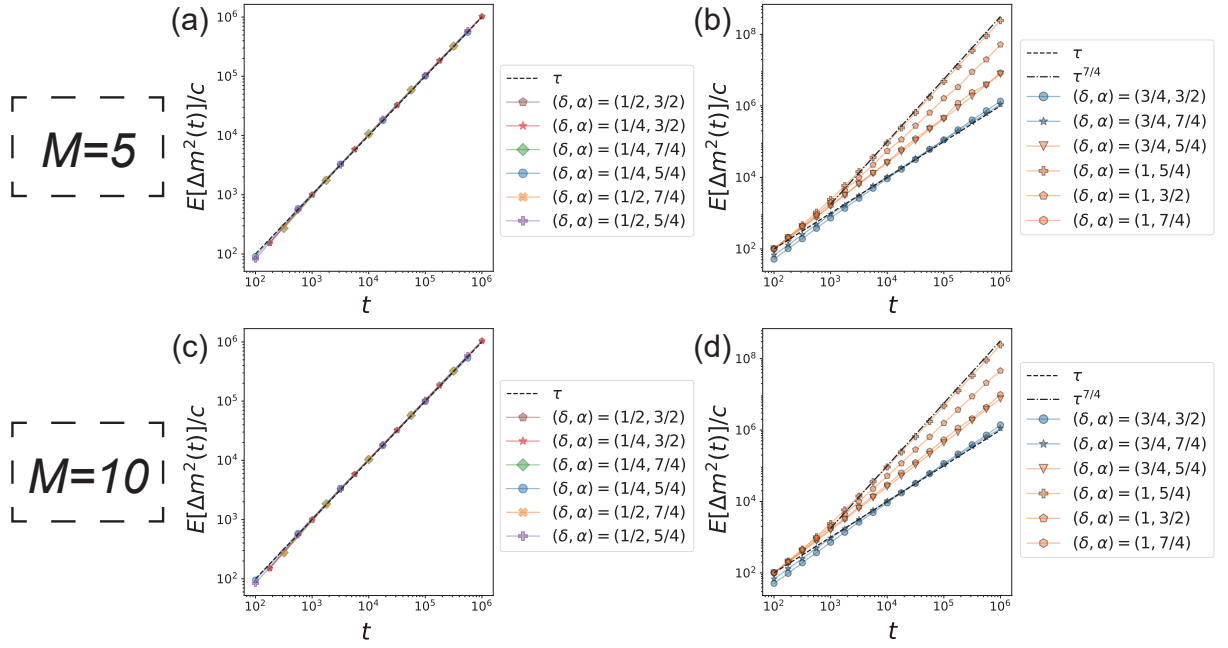 M=5
(a)
E[Δm²(t)]/c
10⁶
10⁵
10⁴
10³
10²
10² 10³ 10⁴ 10⁵ 10⁶
t
τ
(δ, α) = (1/2, 3/2)
(δ, α) = (1/4, 3/2)
(δ, α) = (1/4, 7/4)
(δ, α) = (1/4, 5/4)
(δ, α) = (1/2, 7/4)
(δ, α) = (1/2, 5/4)
(b)
E[Δm²(t)]/c
10⁸
10⁶
10⁴
10²
10² 10³ 10⁴ 10⁵ 10⁶
t
τ
τ⁷ᐟ⁴
(δ, α) = (3/4, 3/2)
(δ, α) = (3/4, 7/4)
(δ, α) = (3/4, 5/4)
(δ, α) = (1, 5/4)
(δ, α) = (1, 3/2)
(δ, α) = (1, 7/4)
M=10
(c)
E[Δm²(t)]/c
10⁶
10⁵
10⁴
10³
10²
10² 10³ 10⁴ 10⁵ 10⁶
t
τ
(δ, α) = (1/2, 3/2)
(δ, α) = (1/4, 3/2)
(δ, α) = (1/4, 7/4)
(δ, α) = (1/4, 5/4)
(δ, α) = (1/2, 7/4)
(δ, α) = (1/2, 5/4)
(d)
E[Δm²(t)]/c
10⁸
10⁶
10⁴
10²
10² 10³ 10⁴ 10⁵ 10⁶
t
τ
τ⁷ᐟ⁴
(δ, α) = (3/4, 3/2)
(δ, α) = (3/4, 7/4)
(δ, α) = (3/4, 5/4)
(δ, α) = (1, 5/4)
(δ, α) = (1, 3/2)
(δ, α) = (1, 7/4)